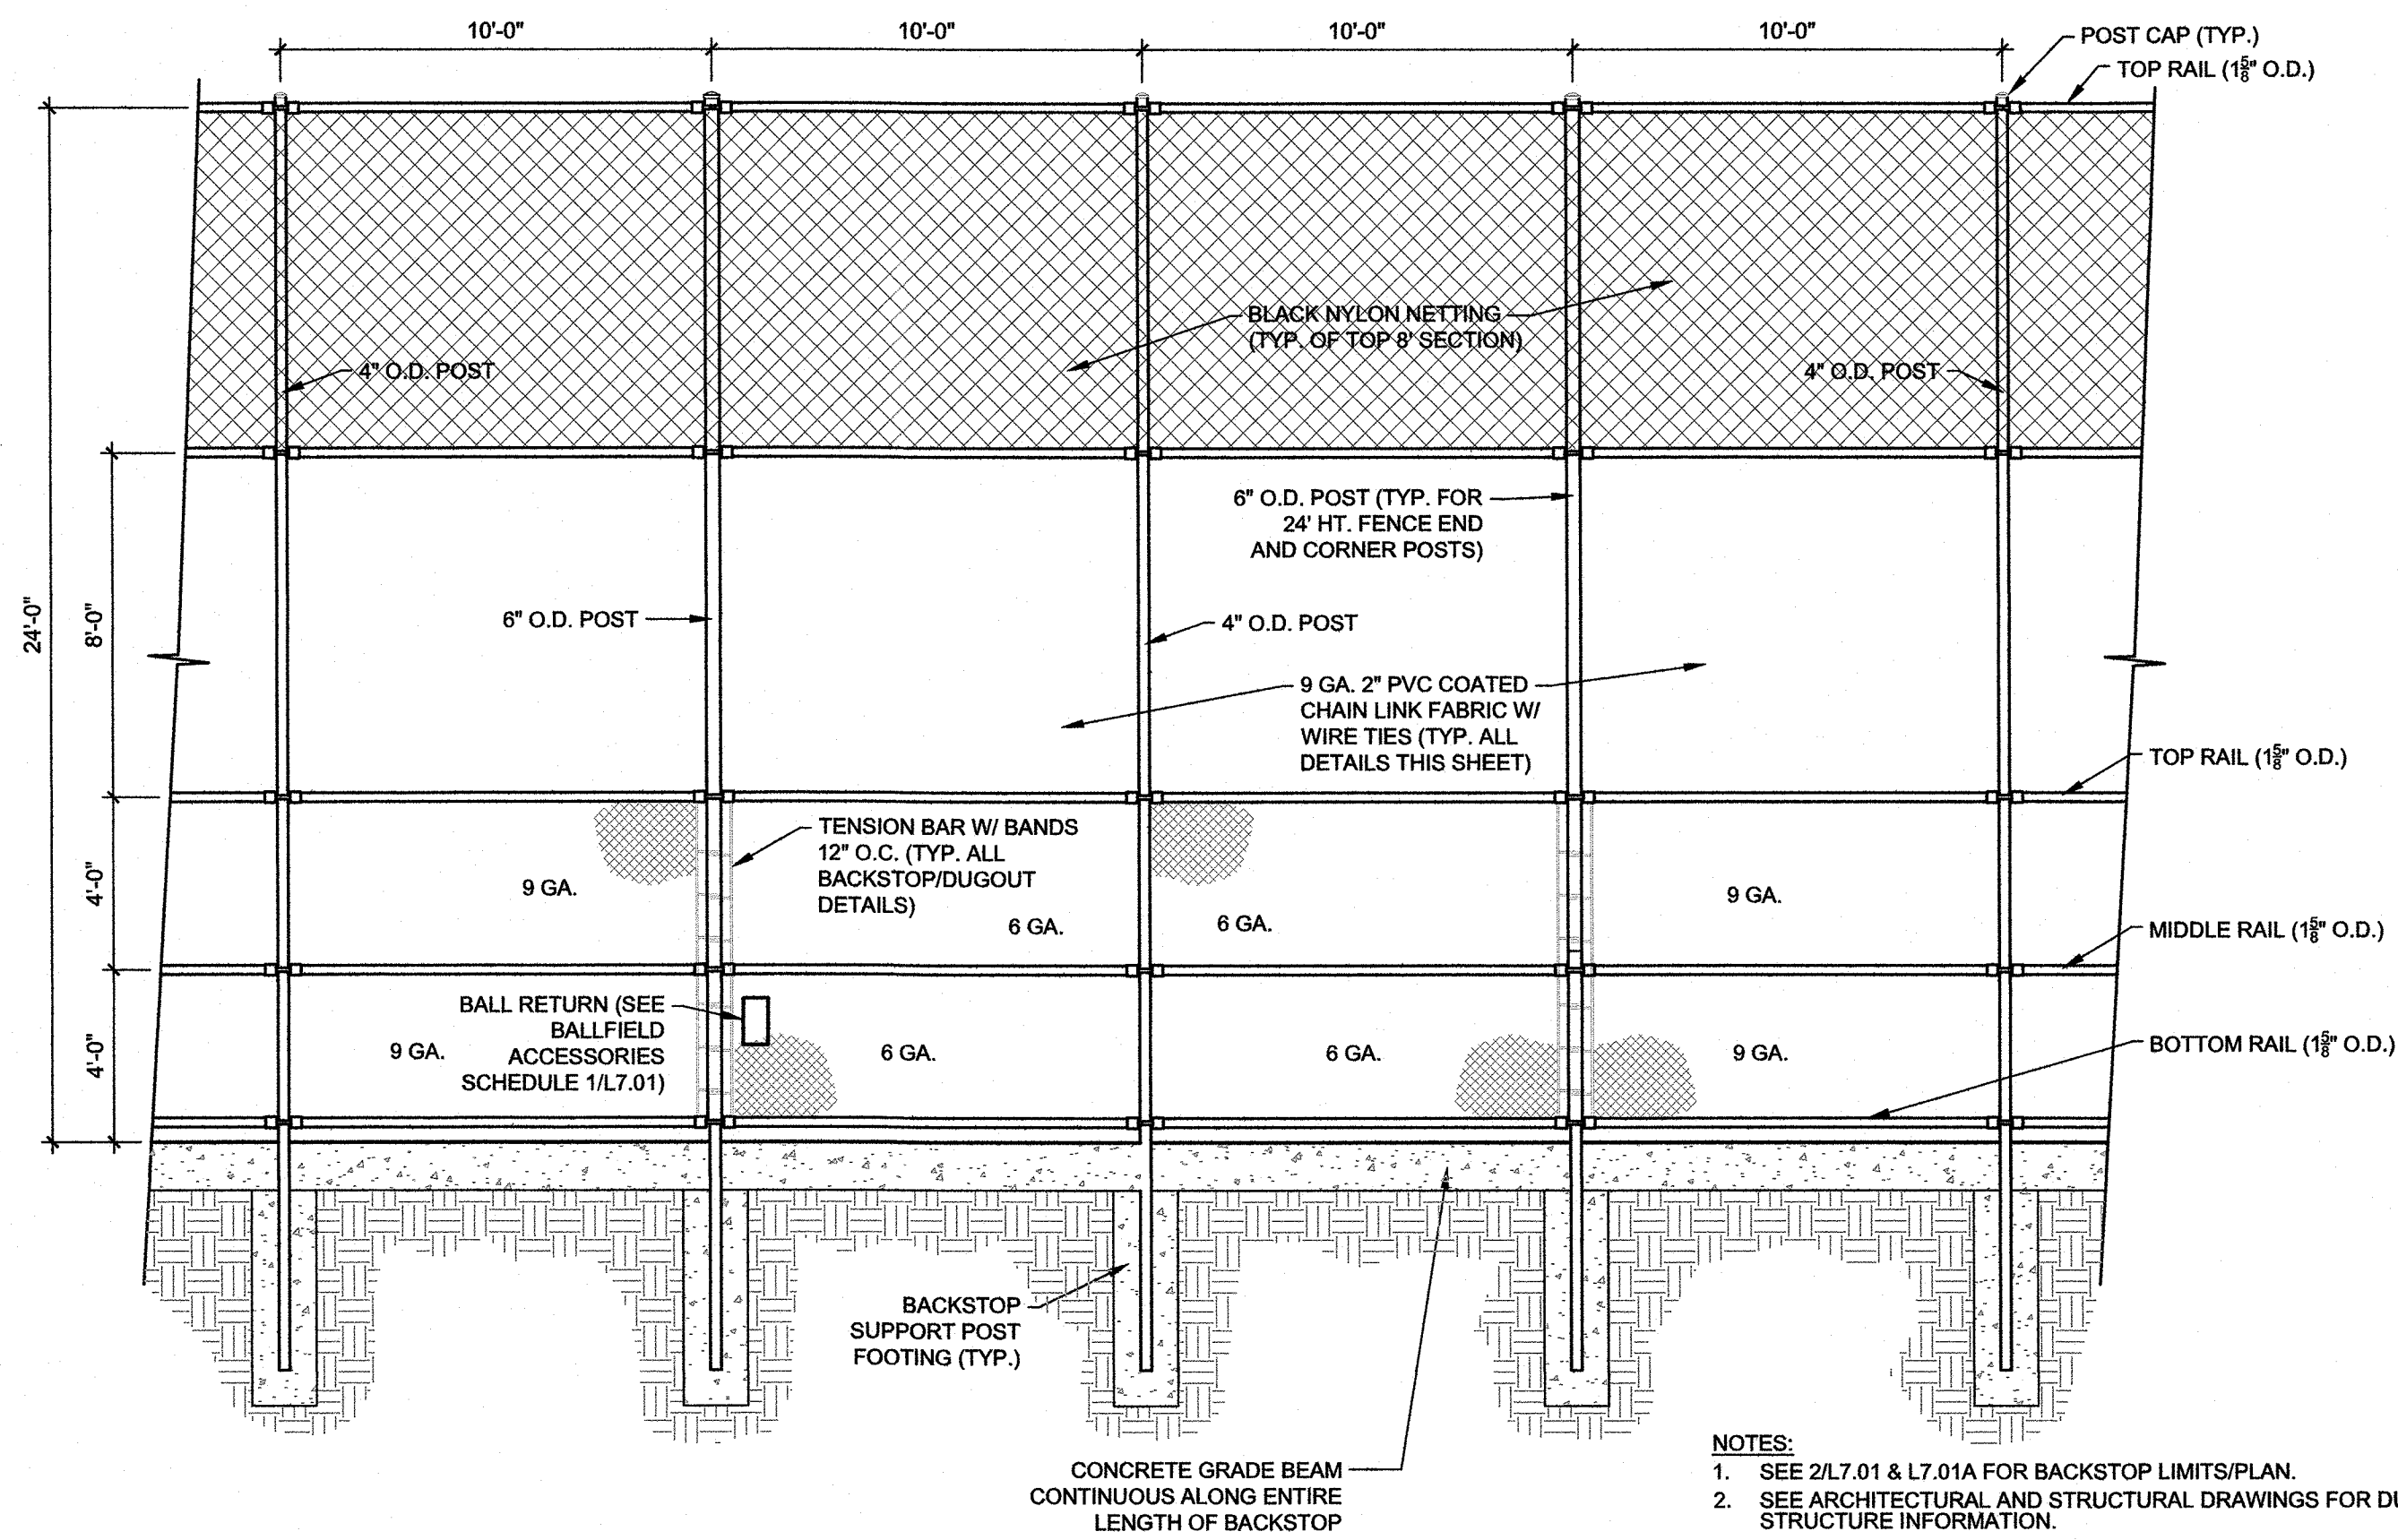 10'-0" 10'-0" 10'-0" 10'-0"
POST CAP (TYP.)
TOP RAIL (1⅝" O.D.)
BLACK NYLON NETTING
(TYP. OF TOP 8' SECTION)
4" O.D. POST
4" O.D. POST
6" O.D. POST (TYP. FOR
24' HT. FENCE END
AND CORNER POSTS)
24'-0"
8'-0"
6" O.D. POST
4" O.D. POST
9 GA. 2" PVC COATED
CHAIN LINK FABRIC W/
WIRE TIES (TYP. ALL
DETAILS THIS SHEET)
TOP RAIL (1⅝" O.D.)
TENSION BAR W/ BANDS
12" O.C. (TYP. ALL
BACKSTOP/DUGOUT
DETAILS)
4'-0"
9 GA.
6 GA.
6 GA.
9 GA.
MIDDLE RAIL (1⅝" O.D.)
BALL RETURN (SEE
BALLFIELD
ACCESSORIES
SCHEDULE 1/L7.01)
4'-0"
9 GA.
6 GA.
6 GA.
9 GA.
BOTTOM RAIL (1⅝" O.D.)
BACKSTOP
SUPPORT POST
FOOTING (TYP.)
CONCRETE GRADE BEAM
CONTINUOUS ALONG ENTIRE
LENGTH OF BACKSTOP
NOTES:
1. SEE 2/L7.01 & L7.01A FOR BACKSTOP LIMITS/PLAN.
2. SEE ARCHITECTURAL AND STRUCTURAL DRAWINGS FOR
STRUCTURE INFORMATION.